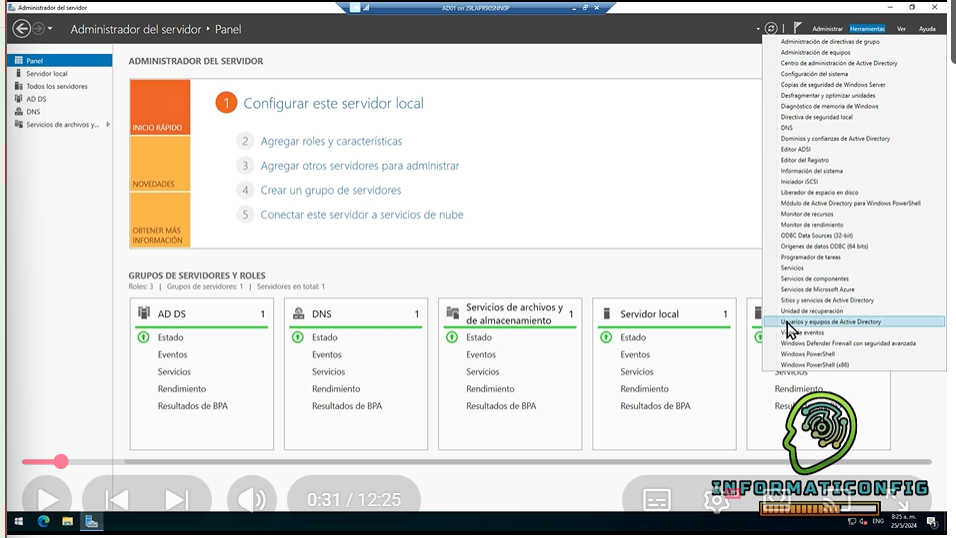 Administrador del servidor
AD01 on 29LAPR90SNN0P
Administrador del servidor • Panel
Administrar
Herramientas
Ver
Ayuda
Panel
Servidor local
Todos los servidores
AD DS
DNS
Servicios de archivos y...
ADMINISTRADOR DEL SERVIDOR
INICIO RÁPIDO
NOVEDADES
OBTENER MÁS
INFORMACIÓN
1 Configurar este servidor local
2 Agregar roles y características
3 Agregar otros servidores para administrar
4 Crear un grupo de servidores
5 Conectar este servidor a servicios de nube
GRUPOS DE SERVIDORES Y ROLES
Roles: 3 | Grupos de servidores: 1 | Servidores en total: 1
AD DS 1
Estado
Eventos
Servicios
Rendimiento
Resultados de BPA
DNS 1
Estado
Eventos
Servicios
Rendimiento
Resultados de BPA
Servicios de archivos y
de almacenamiento 1
Estado
Eventos
Servicios
Rendimiento
Resultados de BPA
Servidor local 1
Estado
Eventos
Servicios
Rendimiento
Resultados de BPA
Servicios
Rendimiento
Administración de directivas de grupo
Administración de equipos
Centro de administración de Active Directory
Configuración del sistema
Copias de seguridad de Windows Server
Desfragmentar y optimizar unidades
Diagnóstico de memoria de Windows
Directiva de seguridad local
DNS
Dominios y confianzas de Active Directory
Editor ADSI
Editor del Registro
Información del sistema
Iniciador iSCSI
Liberador de espacio en disco
Módulo de Active Directory para Windows PowerShell
Monitor de recursos
Monitor de rendimiento
ODBC Data Sources (32-bit)
Orígenes de datos ODBC (64 bits)
Programador de tareas
Servicios
Servicios de componentes
Servicios de Microsoft Azure
Sitios y servicios de Active Directory
Unidad de recuperación
Usuarios y equipos de Active Directory
eventos
Windows Defender Firewall con seguridad avanzada
Windows PowerShell
Windows PowerShell (x86)
0:31 / 12:25
INFORMATICONFIG
ENG
8:25 a. m.
25/5/2024